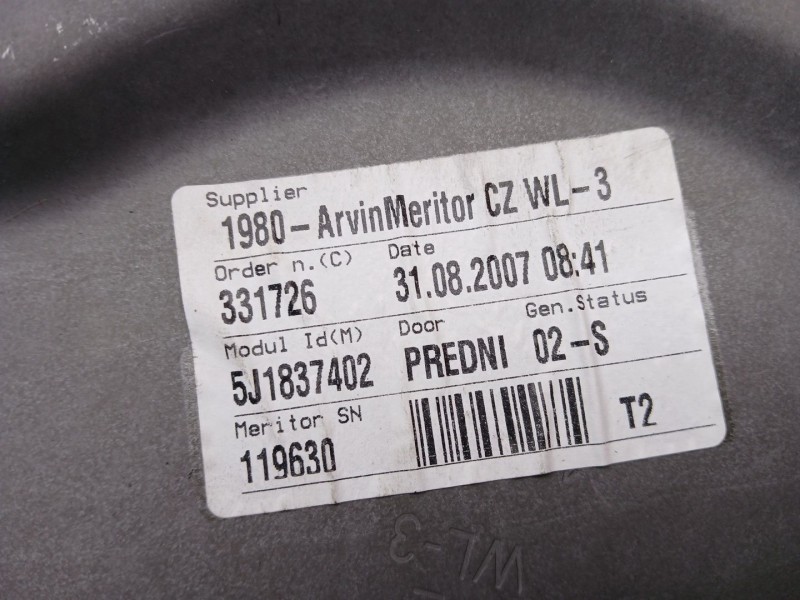 Supplier
1980-ArvinMeritor CZ WL-3
Order n.(C) Date
331726 31.08.2007 08:41
Modul Id(M) Door Gen.Status
5J1837402 PREDNI 02-S
Meritor SN
119630 T2
WL-3